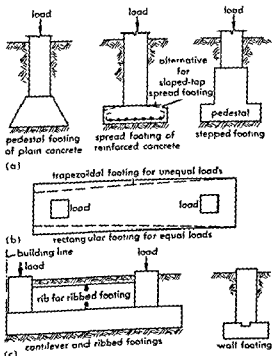 load
load
load
alternative
for
sloped-top
spread footing
pedestal
pedestal footing
of plain concrete
spread footing of
reinforced concrete
stepped footing
(a)
trapezoidal footing for unequal loads
load
load
(b)
rectangular footing for equal loads
building line
load
load
rib for ribbed footing
cantilever and ribbed footings
wall footing
(c)